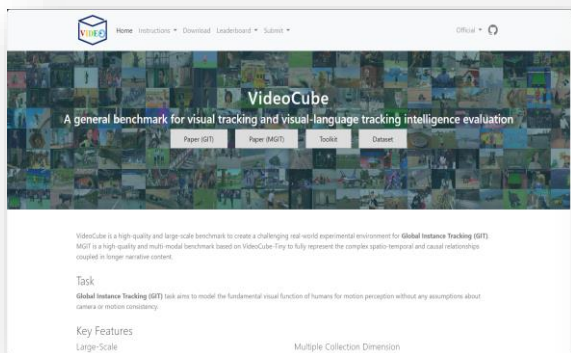 VIDEO
Home Instructions Download Leaderboard Submit Official
VideoCube
A general benchmark for visual tracking and visual-language tracking intelligence evaluation
Paper (GIT) Paper (MGIT) Toolkit Dataset
VideoCube is a high-quality and large-scale benchmark to create a challenging real-world experimental environment for Global Instance Tracking (GIT).
MGIT is a high-quality and multi-modal benchmark based on VideoCube-Tiny to fully represent the complex spatio-temporal and causal relationships
coupled in longer narrative content.
Task
Global Instance Tracking (GIT) task aims to model the fundamental visual function of humans for motion perception without any assumptions about
camera or motion consistency.
Key Features
Large-Scale Multiple Collection Dimension